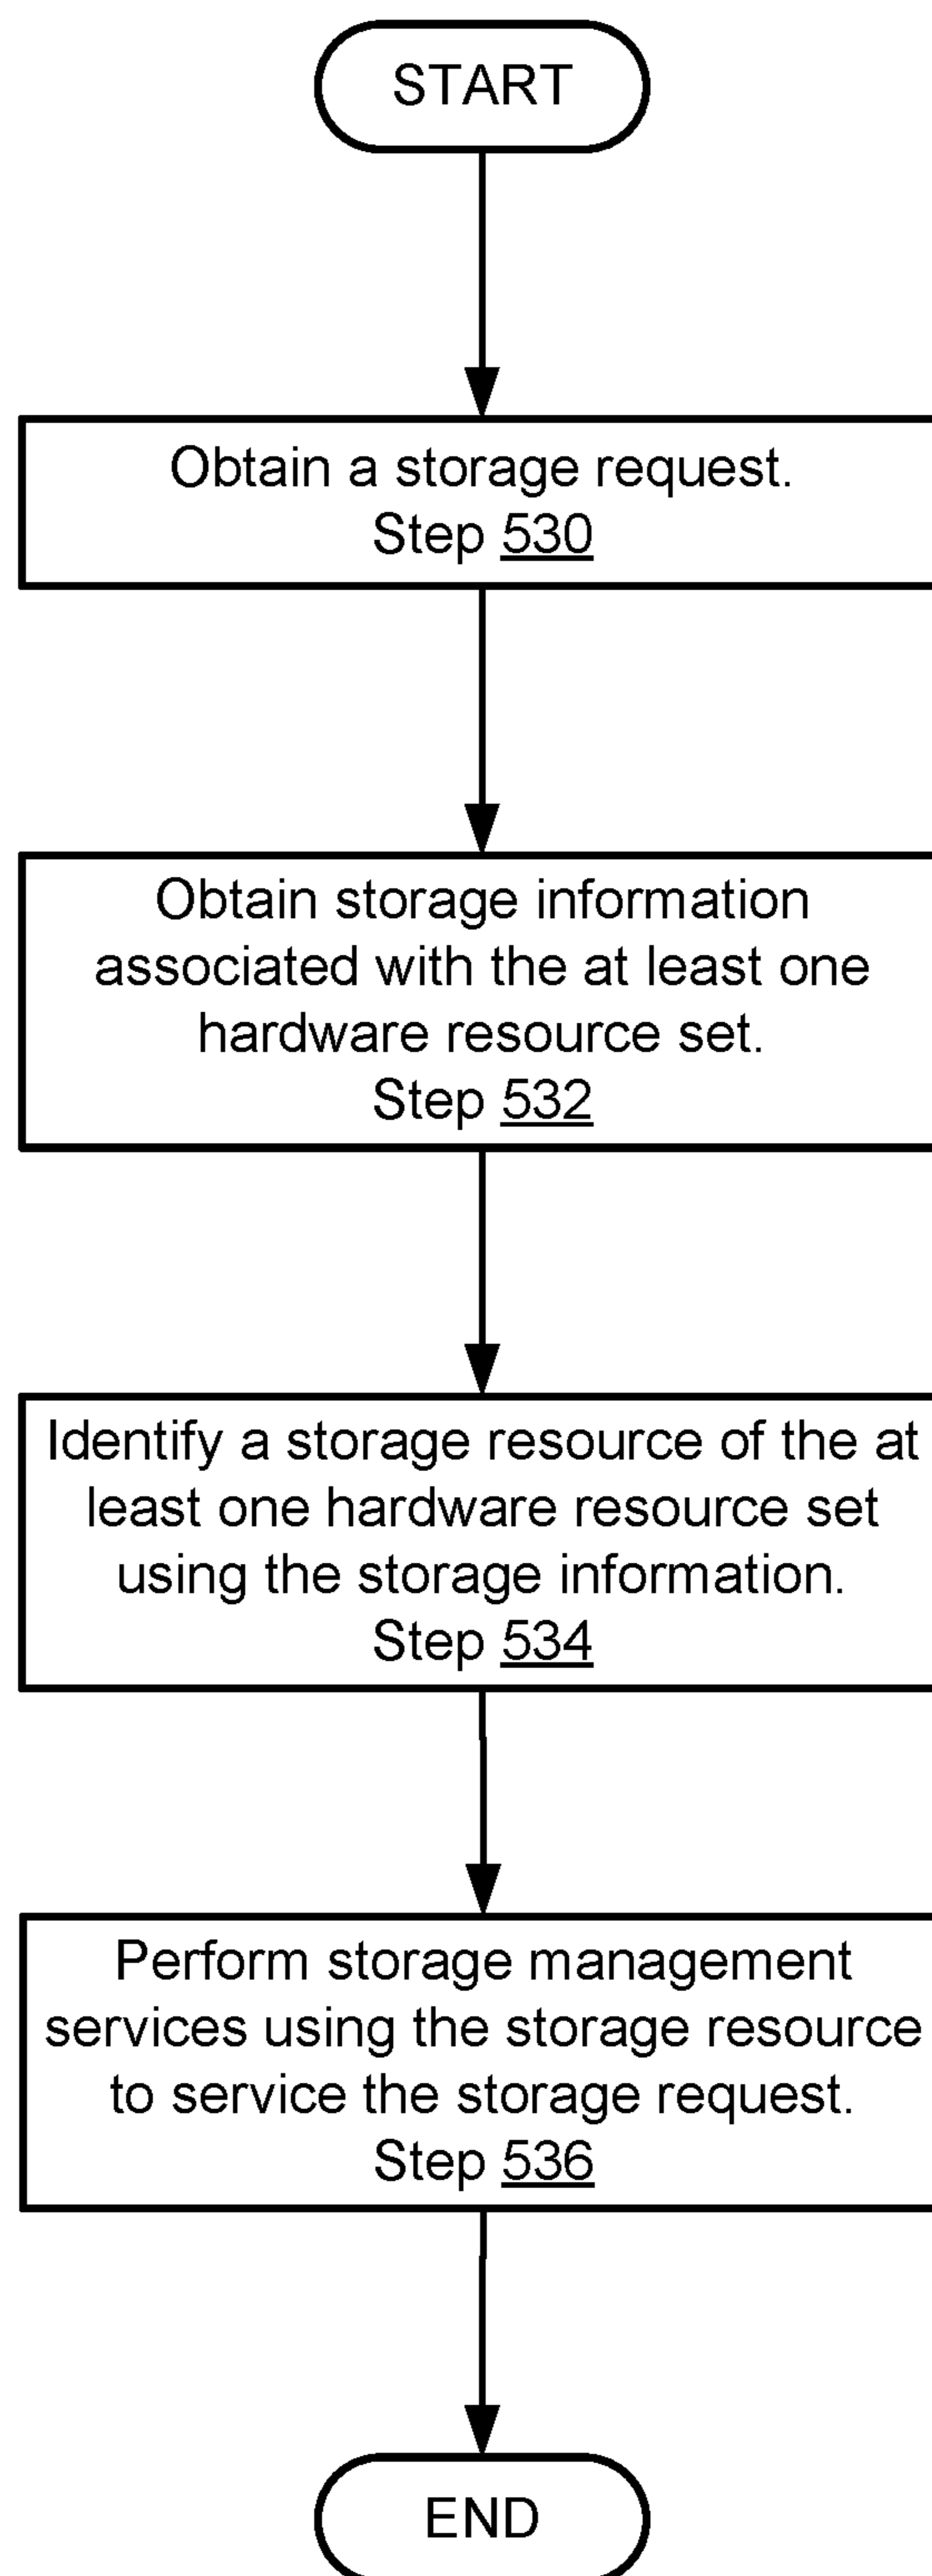 START
Obtain a storage request.
Step 530
Obtain storage information
associated with the at least one
hardware resource set.
Step 532
Identify a storage resource of the at
least one hardware resource set
using the storage information.
Step 534
Perform storage management
services using the storage resource
to service the storage request.
Step 536
END